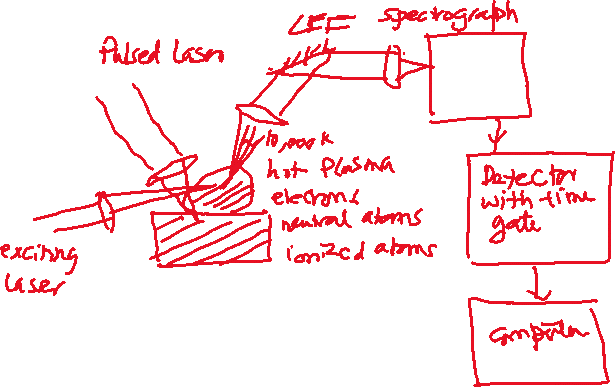 LEF
spectrograph
Pulsed laser
10,000k
hot plasma
electrons
neutral atoms
ionized atoms
exciting
laser
Detector
with time
gate
Computer